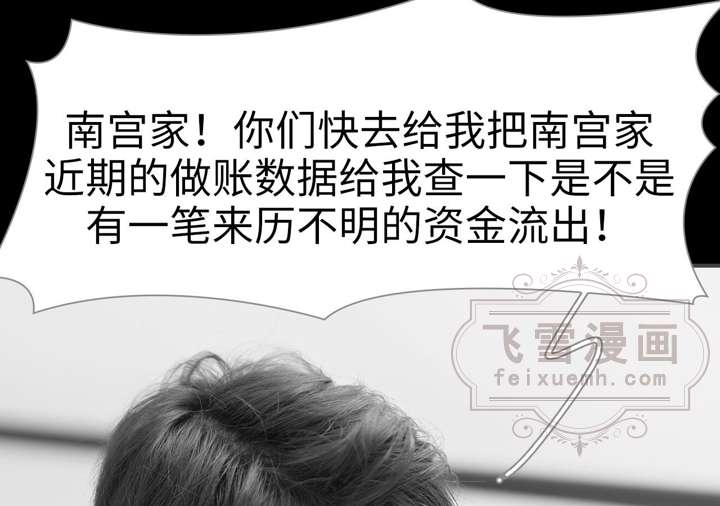 南宫家！你们快去给我把南宫家
近期的做账数据给我查一下是不是
有一笔来历不明的资金流出！
飞雪漫画
feixuemh.com